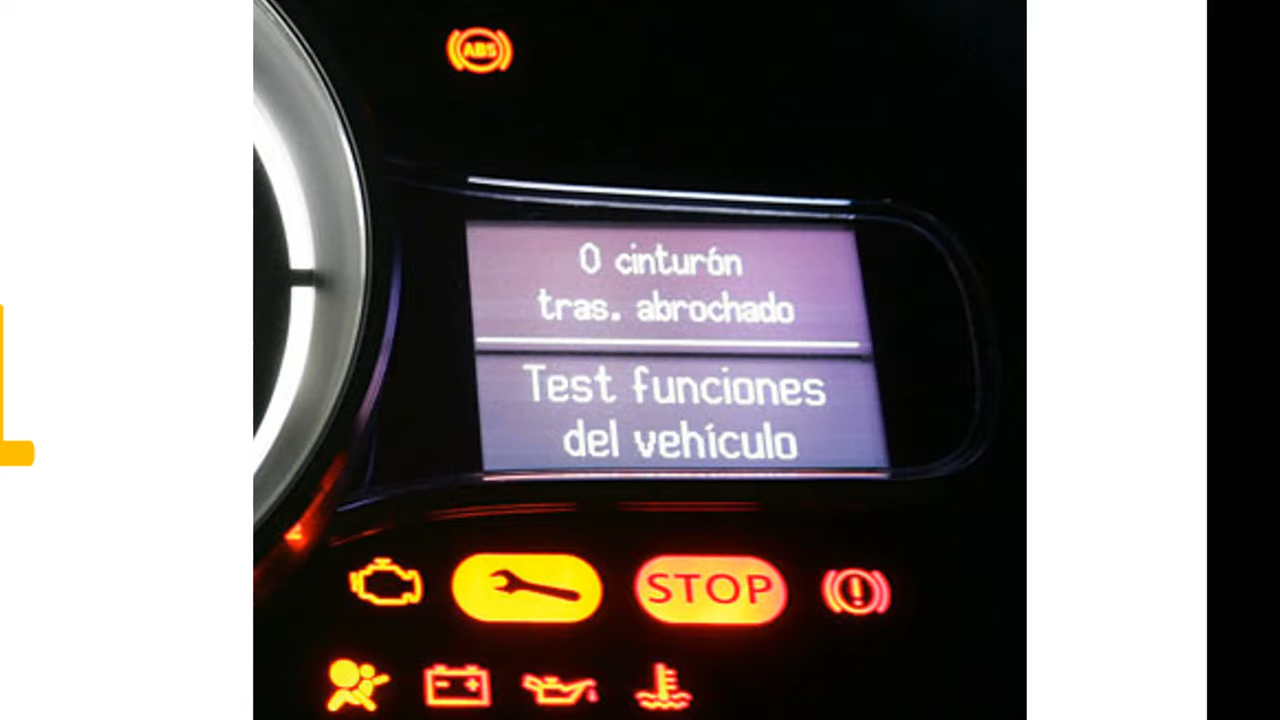 ABS
0 cinturón
tras. abrochado
Test funciones
del vehículo
STOP